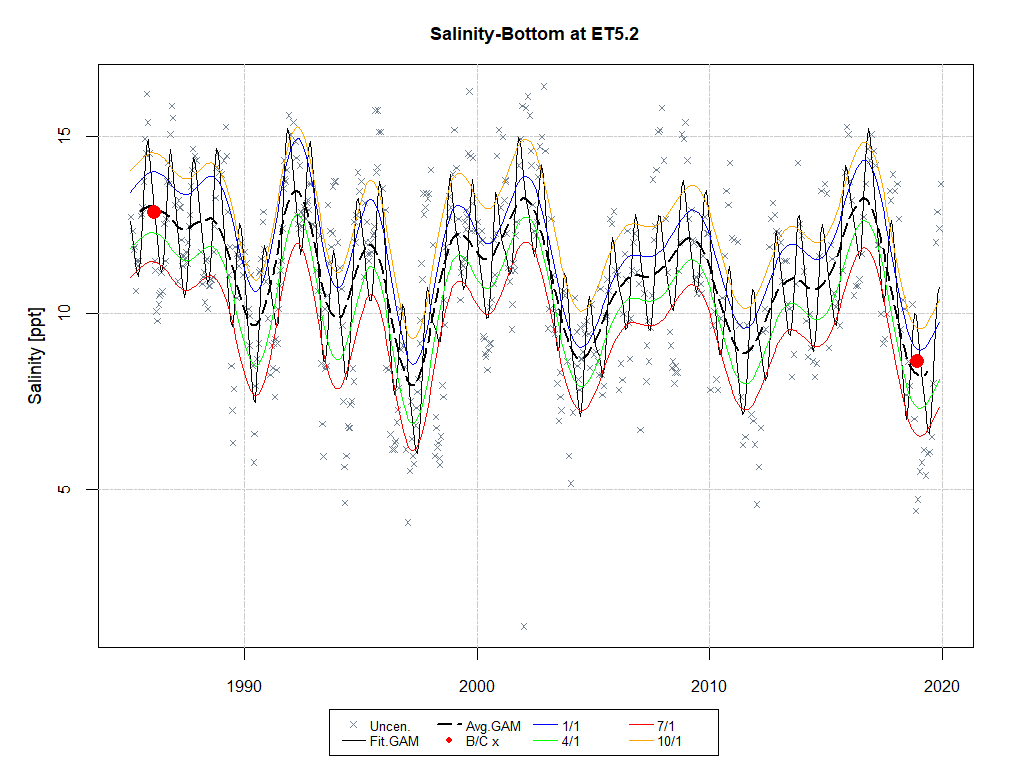 Salinity-Bottom at ET5.2
Salinity [ppt]
15
10
5
1990 2000 2010 2020
Uncen. Avg.GAM 1/1 7/1
Fit.GAM B/C x 4/1 10/1